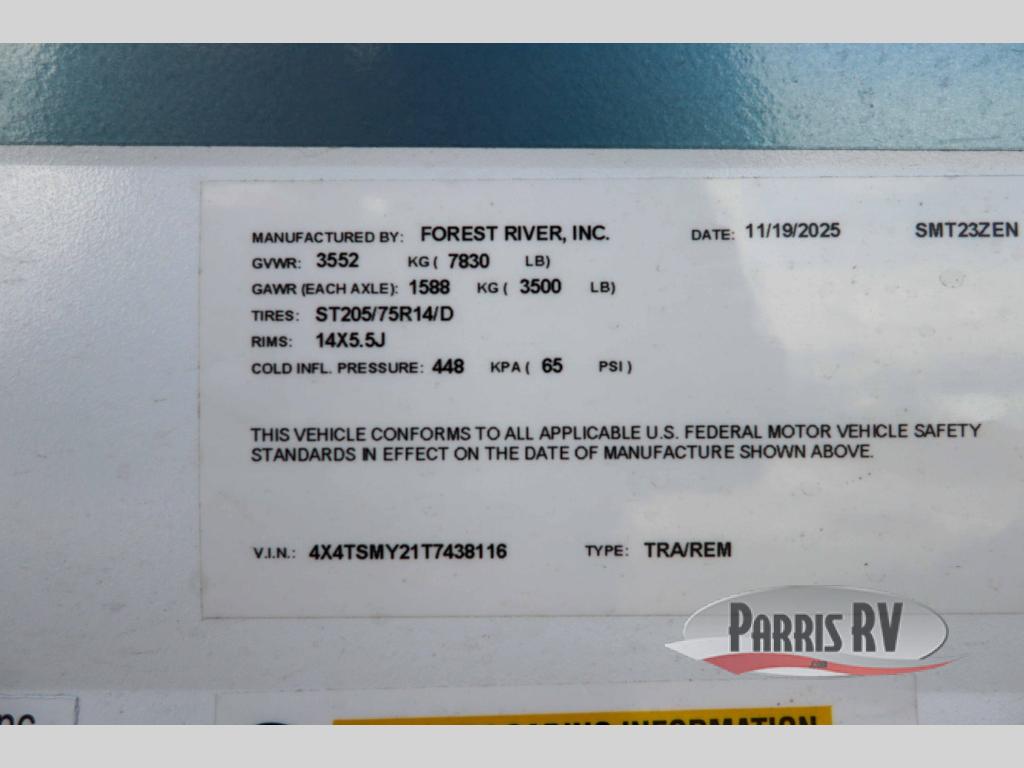 MANUFACTURED BY: FOREST RIVER, INC. DATE: 11/19/2025 SMT23ZEN
GVWR: 3552 KG ( 7830 LB)
GAWR (EACH AXLE): 1588 KG ( 3500 LB)
TIRES: ST205/75R14/D
RIMS: 14X5.5J
COLD INFL. PRESSURE: 448 KPA ( 65 PSI )
THIS VEHICLE CONFORMS TO ALL APPLICABLE U.S. FEDERAL MOTOR VEHICLE SAFETY
STANDARDS IN EFFECT ON THE DATE OF MANUFACTURE SHOWN ABOVE.
V.I.N.: 4X4TSMY21T7438116 TYPE: TRA/REM
PARRIS RV
.com
INFORMATION